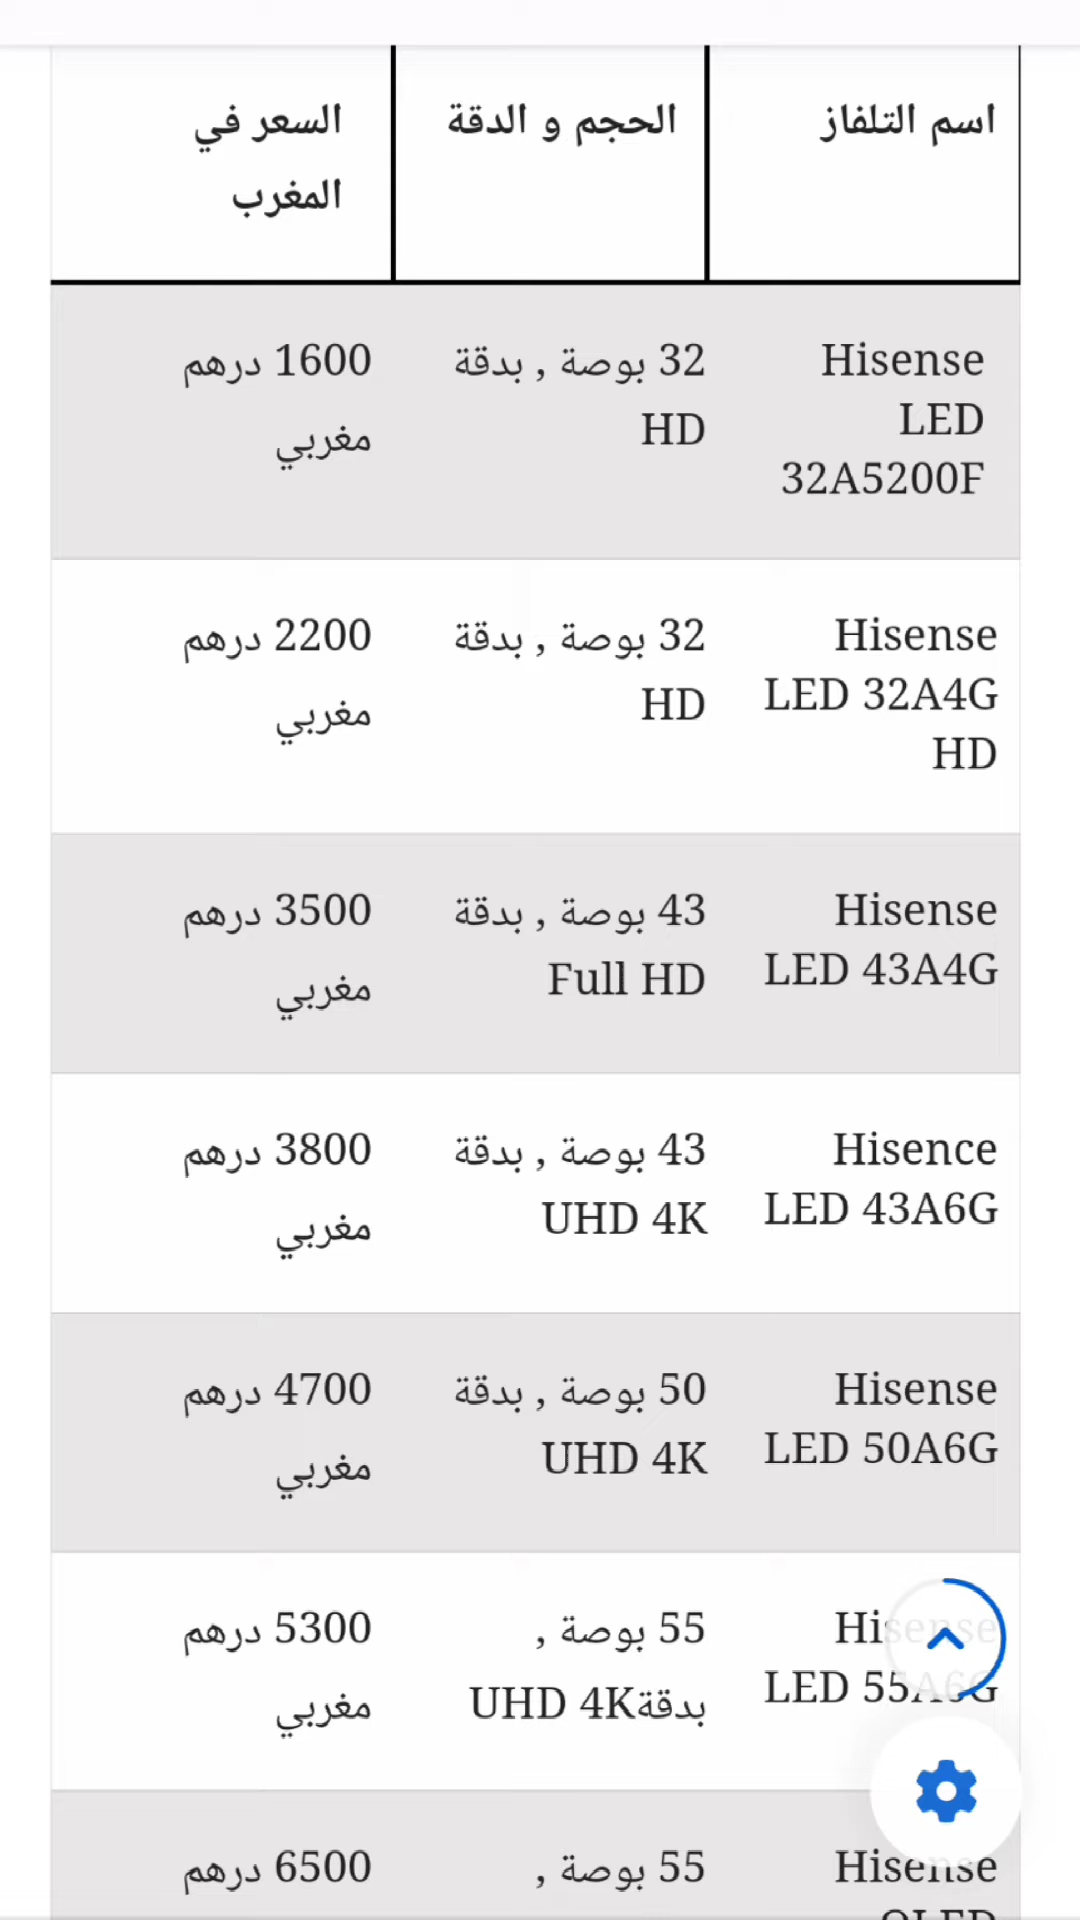 اسم التلفاز
الحجم و الدقة
السعر في
المغرب
Hisense
LED
32A5200F
32 بوصة , بدقة
HD
1600 درهم
مغربي
Hisense
LED 32A4G
HD
32 بوصة , بدقة
HD
2200 درهم
مغربي
Hisense
LED 43A4G
43 بوصة , بدقة
Full HD
3500 درهم
مغربي
Hisence
LED 43A6G
43 بوصة , بدقة
UHD 4K
3800 درهم
مغربي
Hisense
LED 50A6G
50 بوصة , بدقة
UHD 4K
4700 درهم
مغربي
Hisense
LED 55A6G
55 بوصة ,
بدقةUHD 4K
5300 درهم
مغربي
Hisense
55 بوصة ,
6500 درهم